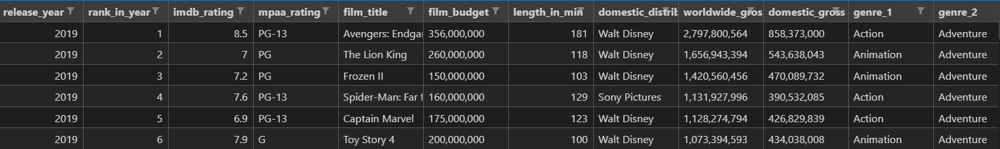 release_year rank_in_year imdb_rating mpaa_rating film_title film_budget length_in_min domestic_distrib worldwide_gros domestic_gross genre_1 genre_2
2019 1 8.5 PG-13 Avengers: Endgar 356,000,000 181 Walt Disney 2,797,800,564 858,373,000 Action Adventure
2019 2 7 PG The Lion King 260,000,000 118 Walt Disney 1,656,943,394 543,638,043 Animation Adventure
2019 3 7.2 PG Frozen II 150,000,000 103 Walt Disney 1,420,560,456 470,089,732 Animation Adventure
2019 4 7.6 PG-13 Spider-Man: Far f 160,000,000 129 Sony Pictures 1,131,927,996 390,532,085 Action Adventure
2019 5 6.9 PG-13 Captain Marvel 175,000,000 123 Walt Disney 1,128,274,794 426,829,839 Action Adventure
2019 6 7.9 G Toy Story 4 200,000,000 100 Walt Disney 1,073,394,593 434,038,008 Animation Adventure